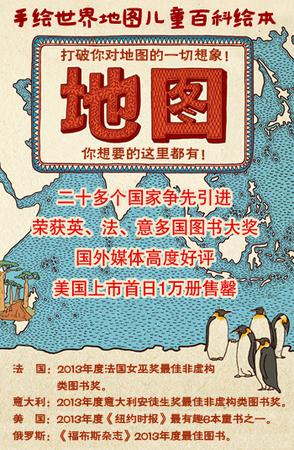 手绘世界地图儿童百科绘本
打破你对地图的一切想象！
地图
你想要的这里都有！
二十多个国家争先引进
荣获英、法、意多国图书大奖
国外媒体高度好评
美国上市首日1万册售罄
法　国：2013年度法国女巫奖最佳非虚构
类图书奖。
意大利：2013年度意大利安徒生奖最佳非虚构类图书奖。
美　国：2013年度《纽约时报》最有趣6本童书之一。
俄罗斯：《福布斯杂志》2013年度最佳图书。